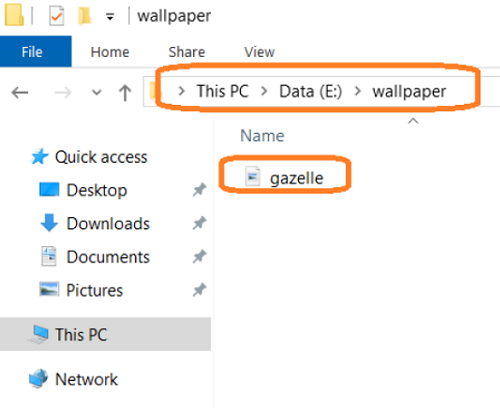 wallpaper
File Home Share View
This PC Data (E:) wallpaper
Name
gazelle
Quick access
Desktop
Downloads
Documents
Pictures
This PC
Network